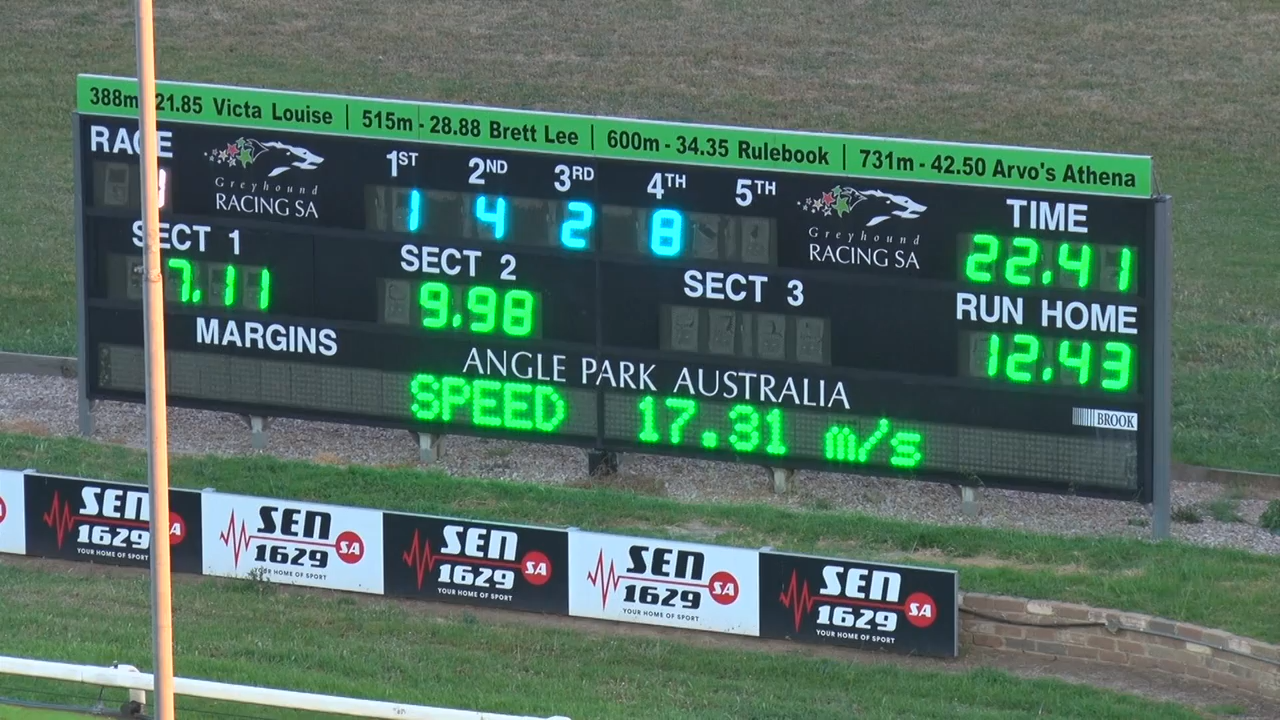 388m 21.85 Victa Louise | 515m - 28.88 Brett Lee | 600m - 34.35 Rulebook | 731m - 42.50 Arvo's Athena
RACE
Greyhound
RACING SA
1ST 2ND 3RD 4TH 5TH
1 4 2 8
Greyhound
RACING SA
TIME
22.41
SECT 1
7.11
SECT 2
9.98
SECT 3
RUN HOME
12.43
MARGINS
ANGLE PARK AUSTRALIA
SPEED 17.31 m/s
BROOK
SEN
1629
YOUR HOME OF SPORT
SEN
1629 SA
YOUR HOME OF SPORT
SEN
1629 SA
YOUR HOME OF SPORT
SEN
1629 SA
YOUR HOME OF SPORT
SEN
1629 SA
YOUR HOME OF SPORT